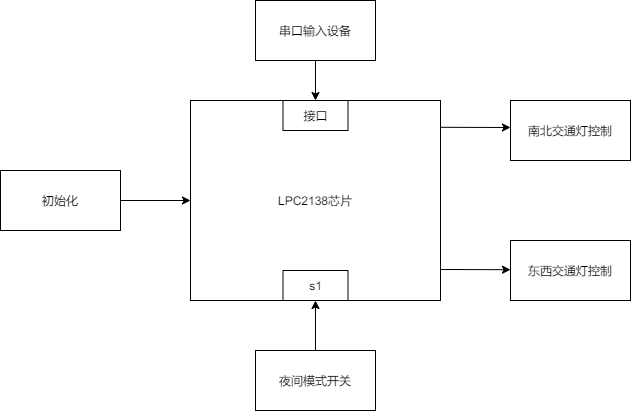 串口输入设备
接口
南北交通灯控制
初始化
LPC2138芯片
东西交通灯控制
s1
夜间模式开关